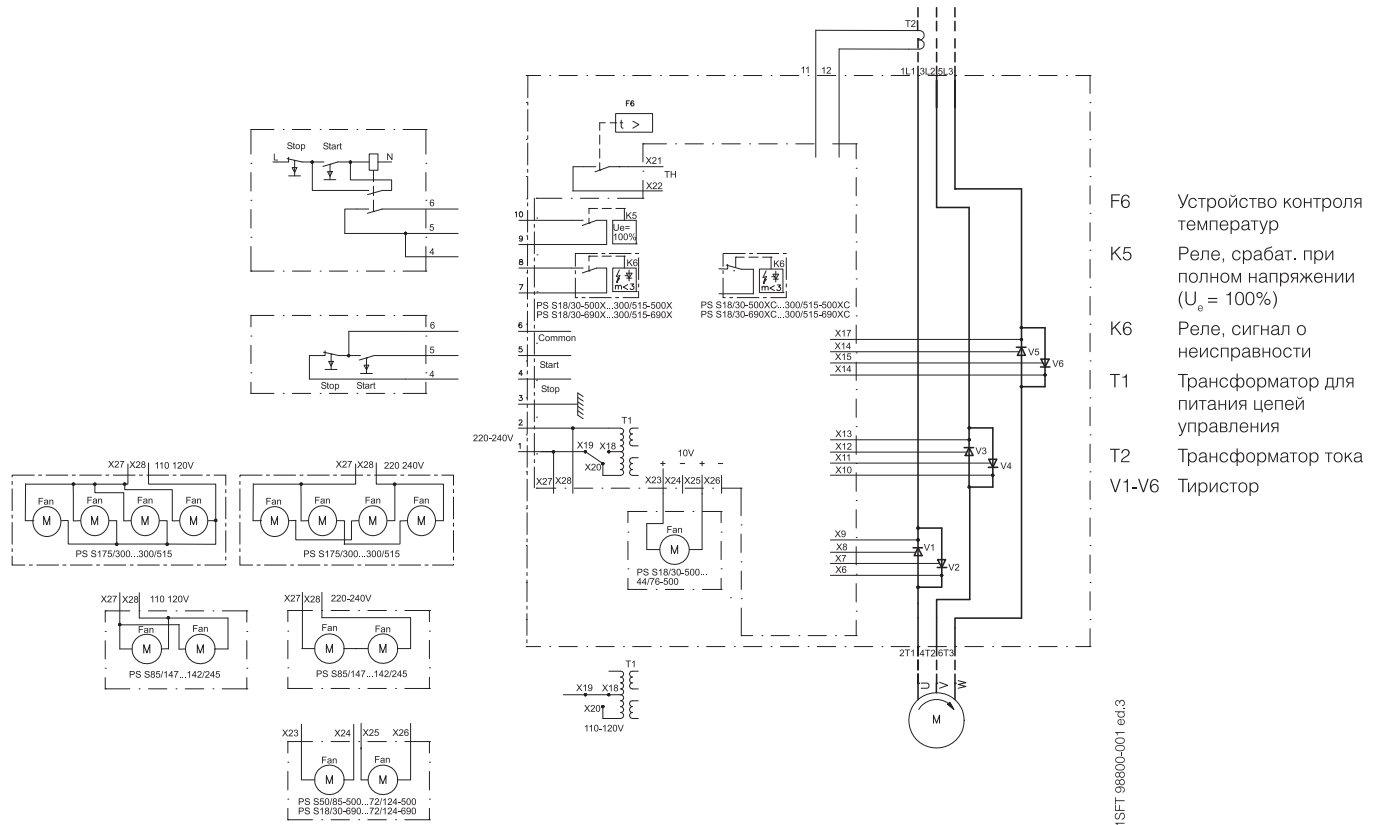 T2
11 12 1L1 3L2 5L3
F6
t >
Stop Start
L N
6
5
4
X21
TH
X22
10
9
K5
Ue=
100%
8
7
K6
m<3
PS S18/30-500X...300/515-500X
PS S18/30-690X...300/515-690X
K6
m<3
PS S18/30-500XC...300/515-500XC
PS S18/30-690XC...300/515-690XC
6
5
4
Stop Start
6
Common
5
Start
4
Stop
3
2
220-240V
1
X19 X18
X20
T1
X27 X28
10V
+ - + -
X23 X24 X25 X26
Fan
M
PS S18/30-500...
44/76-500
X17
X14
X15
X14
V5
V6
X13
X12
X11
X10
V3
V4
X9
X8
X7
X6
V1
V2
2T1 4T2 6T3
U V W
M
X27 X28 110 120V
Fan Fan Fan Fan
M M M M
PS S175/300...300/515
X27 X28 220 240V
Fan Fan Fan Fan
M M M M
PS S175/300...300/515
X27 X28 110 120V
Fan Fan
M M
PS S85/147...142/245
X27 X28 220-240V
Fan Fan
M M
PS S85/147...142/245
X23 X24 X25 X26
Fan Fan
M M
PS S50/85-500...72/124-500
PS S18/30-690...72/124-690
T1
X19 X18
X20
110-120V
F6 Устройство контроля
температур
K5 Реле, срабат. при
полном напряжении
(Ue = 100%)
K6 Реле, сигнал о
неисправности
T1 Трансформатор для
питания цепей
управления
T2 Трансформатор тока
V1-V6 Тиристор
1SFT 98800-001 ed.3